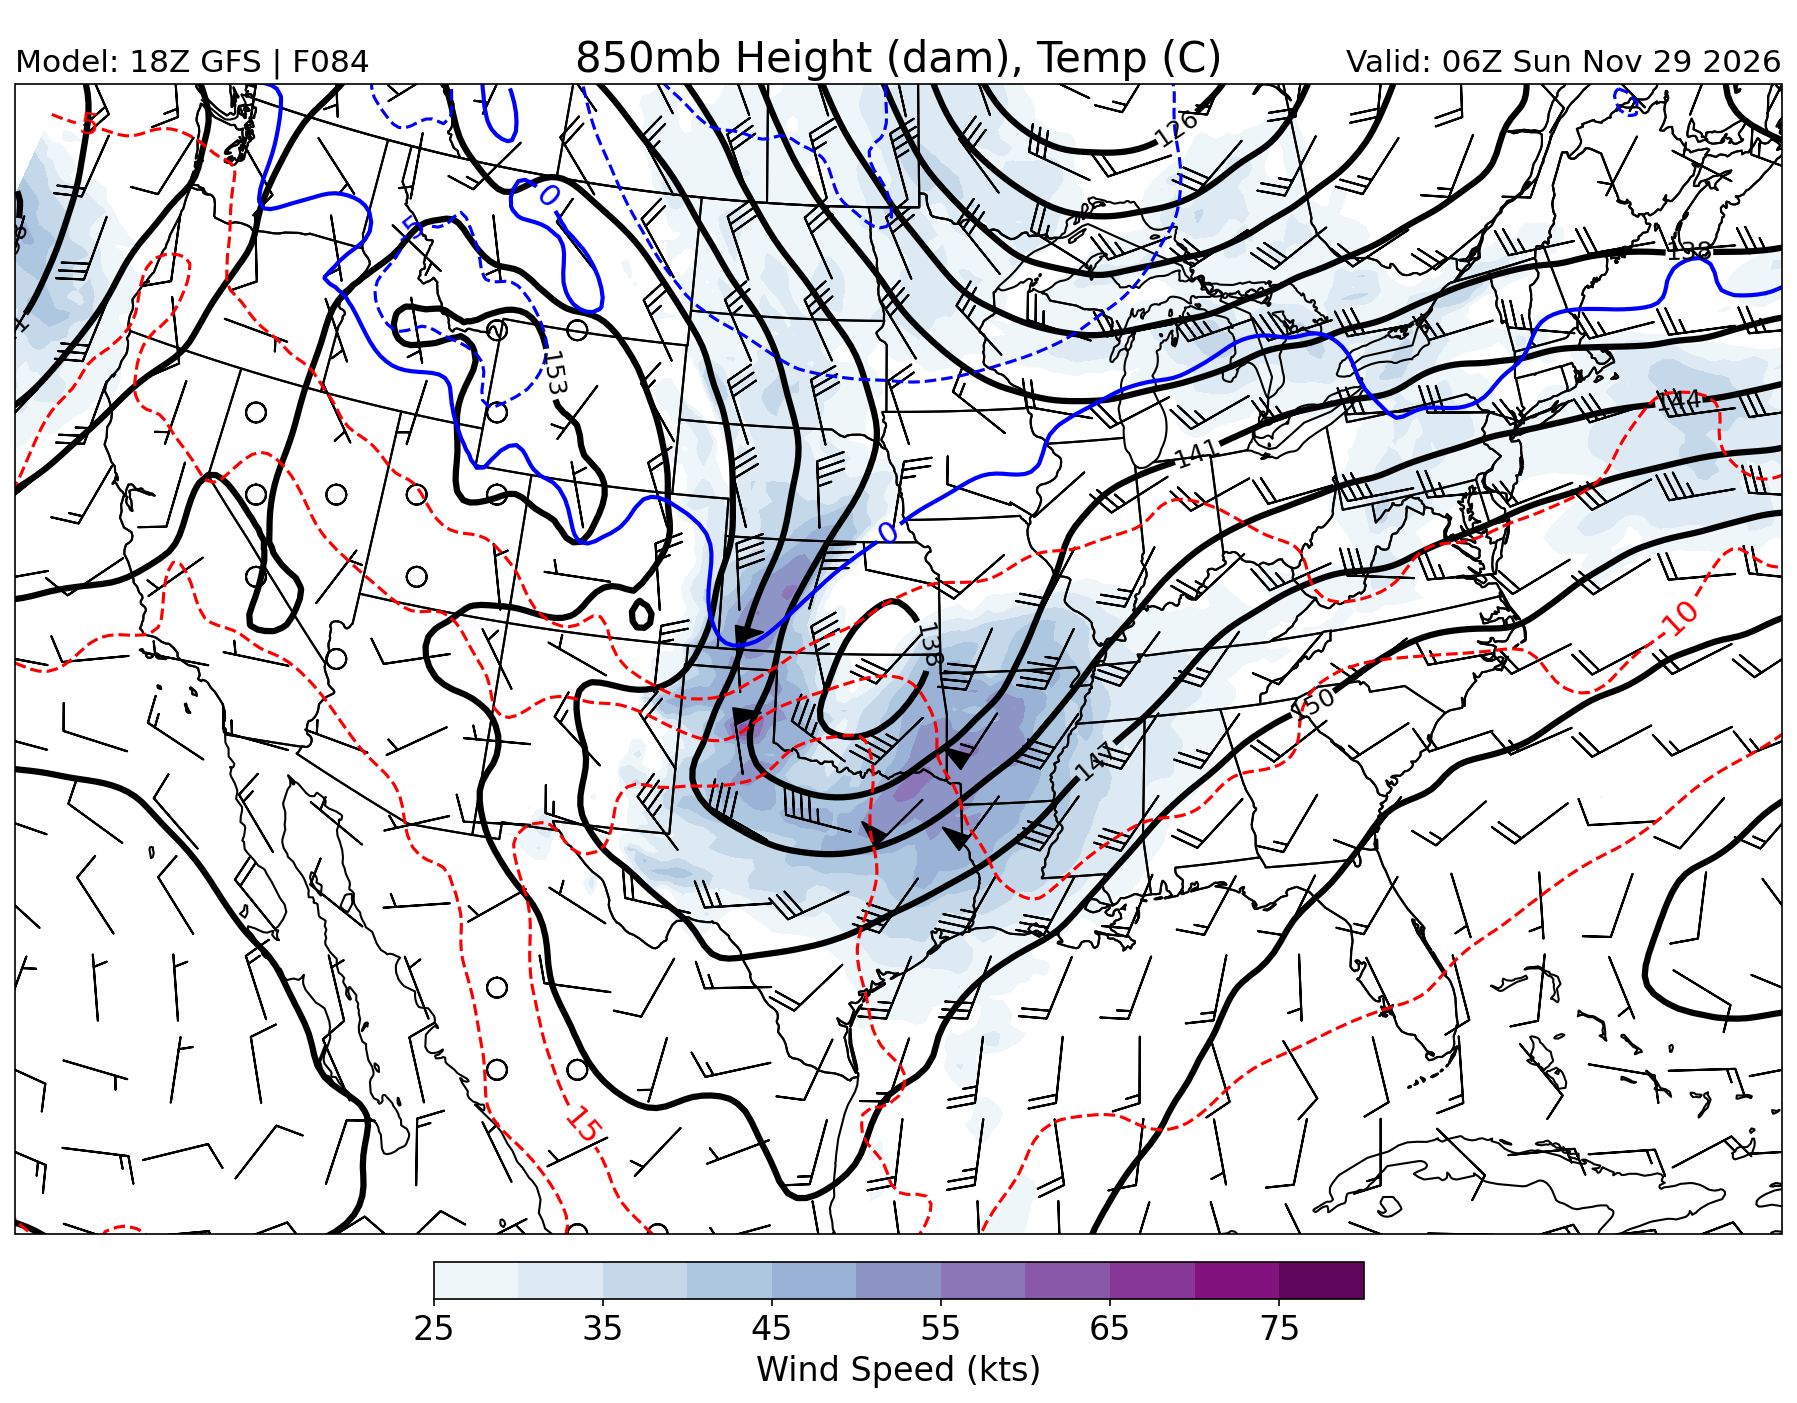 850mb Height (dam), Temp (C)
Model: 18Z GFS | F084
Valid: 06Z Sun Nov 29 2026
5
126
0
138
5
153
144
141
0
138
10
150
147
15
25 35 45 55 65 75
Wind Speed (kts)